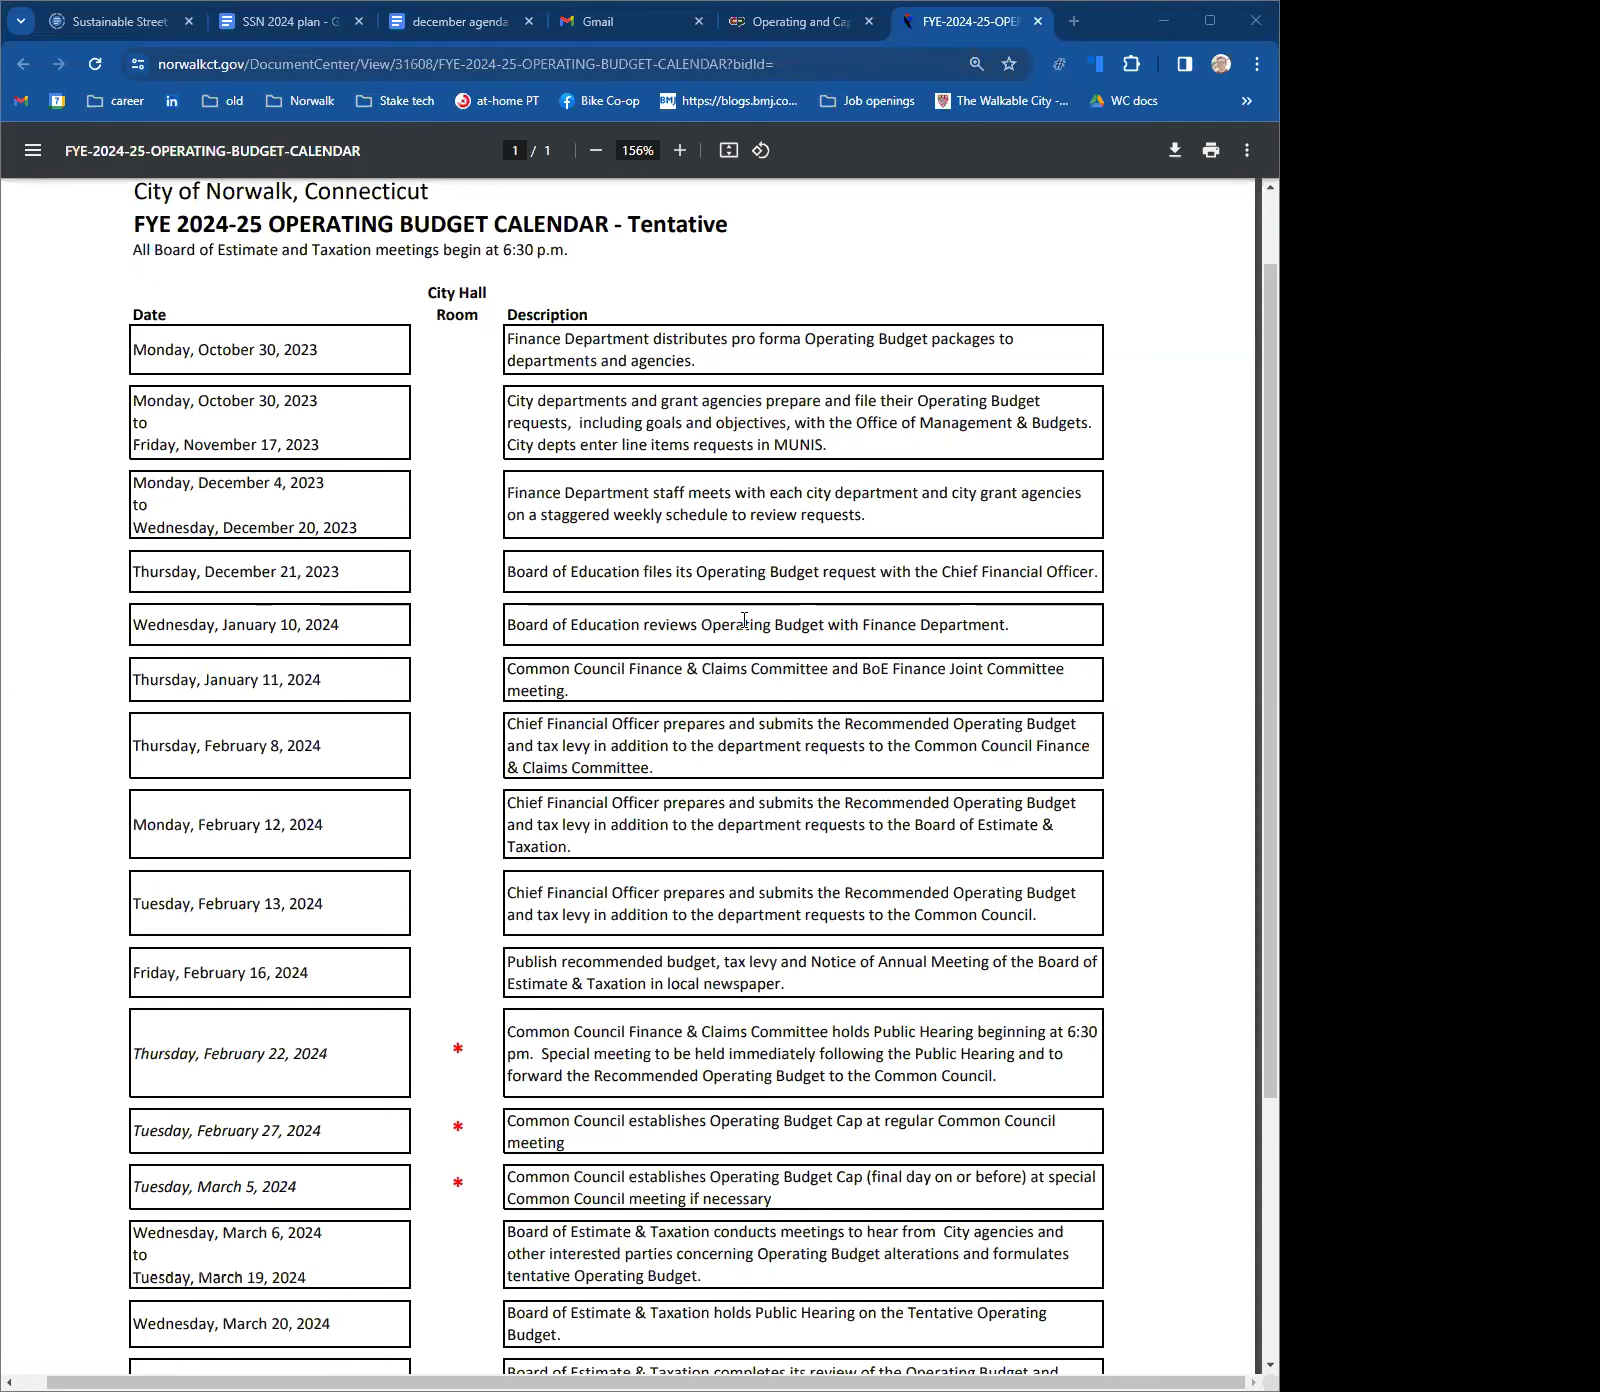 Sustainable Street
SSN 2024 plan - G
december agenda
Gmail
Operating and Cap
FYE-2024-25-OPER
norwalkct.gov/DocumentCenter/View/31608/FYE-2024-25-OPERATING-BUDGET-CALENDAR?bidId=
7 career in old Norwalk Stake tech at-home PT Bike Co-op BMJ https://blogs.bmj.co... Job openings The Walkable City -... WC docs »
FYE-2024-25-OPERATING-BUDGET-CALENDAR 1 / 1 156%
City of Norwalk, Connecticut
FYE 2024-25 OPERATING BUDGET CALENDAR - Tentative
All Board of Estimate and Taxation meetings begin at 6:30 p.m.
City Hall
Date Room Description
Monday, October 30, 2023
Finance Department distributes pro forma Operating Budget packages to
departments and agencies.
Monday, October 30, 2023
to
Friday, November 17, 2023
City departments and grant agencies prepare and file their Operating Budget
requests, including goals and objectives, with the Office of Management & Budgets.
City depts enter line items requests in MUNIS.
Monday, December 4, 2023
to
Wednesday, December 20, 2023
Finance Department staff meets with each city department and city grant agencies
on a staggered weekly schedule to review requests.
Thursday, December 21, 2023
Board of Education files its Operating Budget request with the Chief Financial Officer.
Wednesday, January 10, 2024
Board of Education reviews Operating Budget with Finance Department.
Thursday, January 11, 2024
Common Council Finance & Claims Committee and BoE Finance Joint Committee
meeting.
Thursday, February 8, 2024
Chief Financial Officer prepares and submits the Recommended Operating Budget
and tax levy in addition to the department requests to the Common Council Finance
& Claims Committee.
Monday, February 12, 2024
Chief Financial Officer prepares and submits the Recommended Operating Budget
and tax levy in addition to the department requests to the Board of Estimate &
Taxation.
Tuesday, February 13, 2024
Chief Financial Officer prepares and submits the Recommended Operating Budget
and tax levy in addition to the department requests to the Common Council.
Friday, February 16, 2024
Publish recommended budget, tax levy and Notice of Annual Meeting of the Board of
Estimate & Taxation in local newspaper.
Thursday, February 22, 2024 *
Common Council Finance & Claims Committee holds Public Hearing beginning at 6:30
pm. Special meeting to be held immediately following the Public Hearing and to
forward the Recommended Operating Budget to the Common Council.
Tuesday, February 27, 2024 *
Common Council establishes Operating Budget Cap at regular Common Council
meeting
Tuesday, March 5, 2024 *
Common Council establishes Operating Budget Cap (final day on or before) at special
Common Council meeting if necessary
Wednesday, March 6, 2024
to
Tuesday, March 19, 2024
Board of Estimate & Taxation conducts meetings to hear from City agencies and
other interested parties concerning Operating Budget alterations and formulates
tentative Operating Budget.
Wednesday, March 20, 2024
Board of Estimate & Taxation holds Public Hearing on the Tentative Operating
Budget.
Board of Estimate & Taxation completes its review of the Operating Budget and